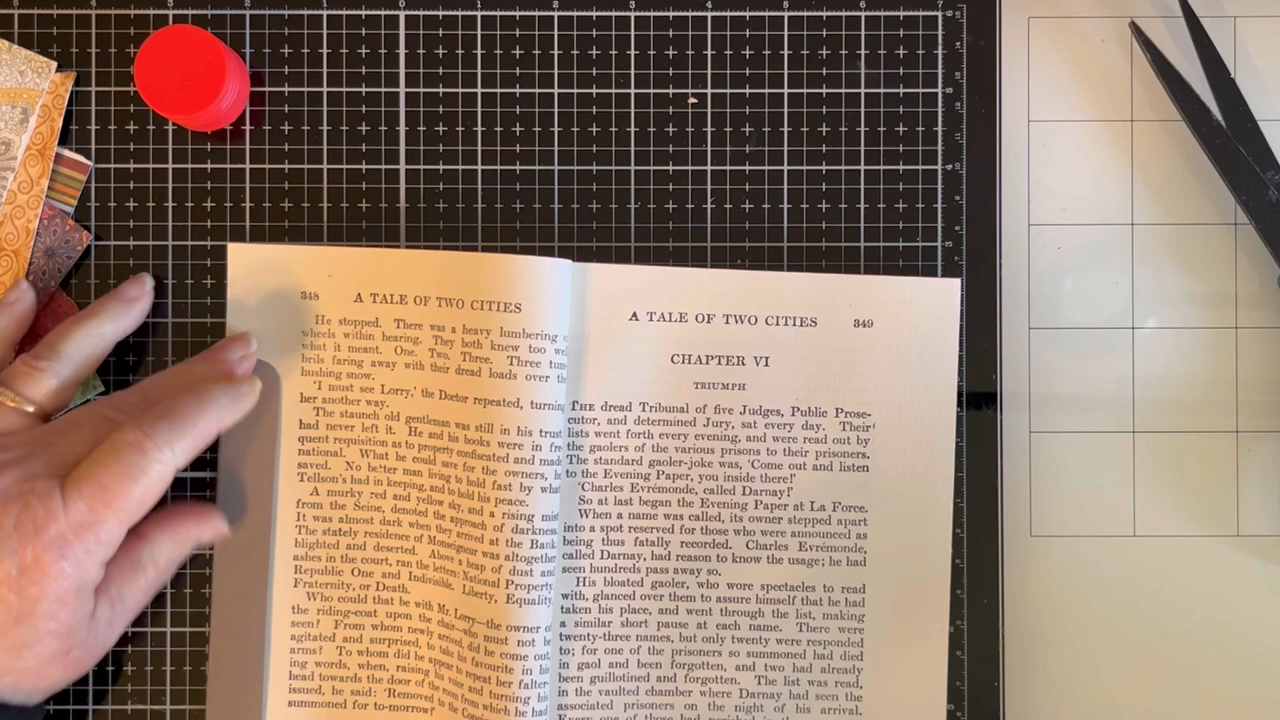 348 A TALE OF TWO CITIES
He stopped. There was a heavy lumbering
wheels within hearing. They both knew too
what it meant. One. Two. Three. Three
brils faring away with their dread loads over
hushing snow.
'I must see Lorry,' the Doctor repeated,
her another way.
The staunch old gentleman was still in his trust
had never left it. He and his books were in fre-
quent requisition as to property confiscated and made
national. What he could save for the owners,
saved. No better man living to hold fast by what
Tellson's had in keeping, and to hold his peace.
A murky red and yellow sky, and a rising
from the Seine, denoted the approach of darkness.
It was almost dark when they arrived at the Bank.
The stately residence of Monseigneur was altogether
blighted and deserted. Above a heap of dust and
ashes in the court, ran the letters: National Property.
Republic One and Indivisible. Liberty, Equality,
Fraternity, or Death.
Who could that be with Mr. Lorry—the owner of
the riding-coat upon the chair—who must not be
seen? From whom newly arrived, did he come out,
agitated and surprised, to take his favourite in his
arms? To whom did he appear to repeat her falter-
ing words, when, raising his voice and turning his
head towards the door of the room from which he had
issued, he said: 'Removed to the
summoned for to-morrow?'
A TALE OF TWO CITIES 349
CHAPTER VI
TRIUMPH
THE dread Tribunal of five Judges, Public Prose-
cutor, and determined Jury, sat every day. Their
lists went forth every evening, and were read out by
the gaolers of the various prisons to their prisoners.
The standard gaoler-joke was, 'Come out and listen
to the Evening Paper, you inside there!'
'Charles Evrémonde, called Darnay!'
So at last began the Evening Paper at La Force.
When a name was called, its owner stepped apart
into a spot reserved for those who were announced as
being thus fatally recorded. Charles Evrémonde,
called Darnay, had reason to know the usage; he had
seen hundreds pass away so.
His bloated gaoler, who wore spectacles to read
with, glanced over them to assure himself that he had
taken his place, and went through the list, making
a similar short pause at each name. There were
twenty-three names, but only twenty were responded
to; for one of the prisoners so summoned had died
in gaol and been forgotten, and two had already
been guillotined and forgotten. The list was read,
in the vaulted chamber where Darnay had seen the
associated prisoners on the night of his arrival.